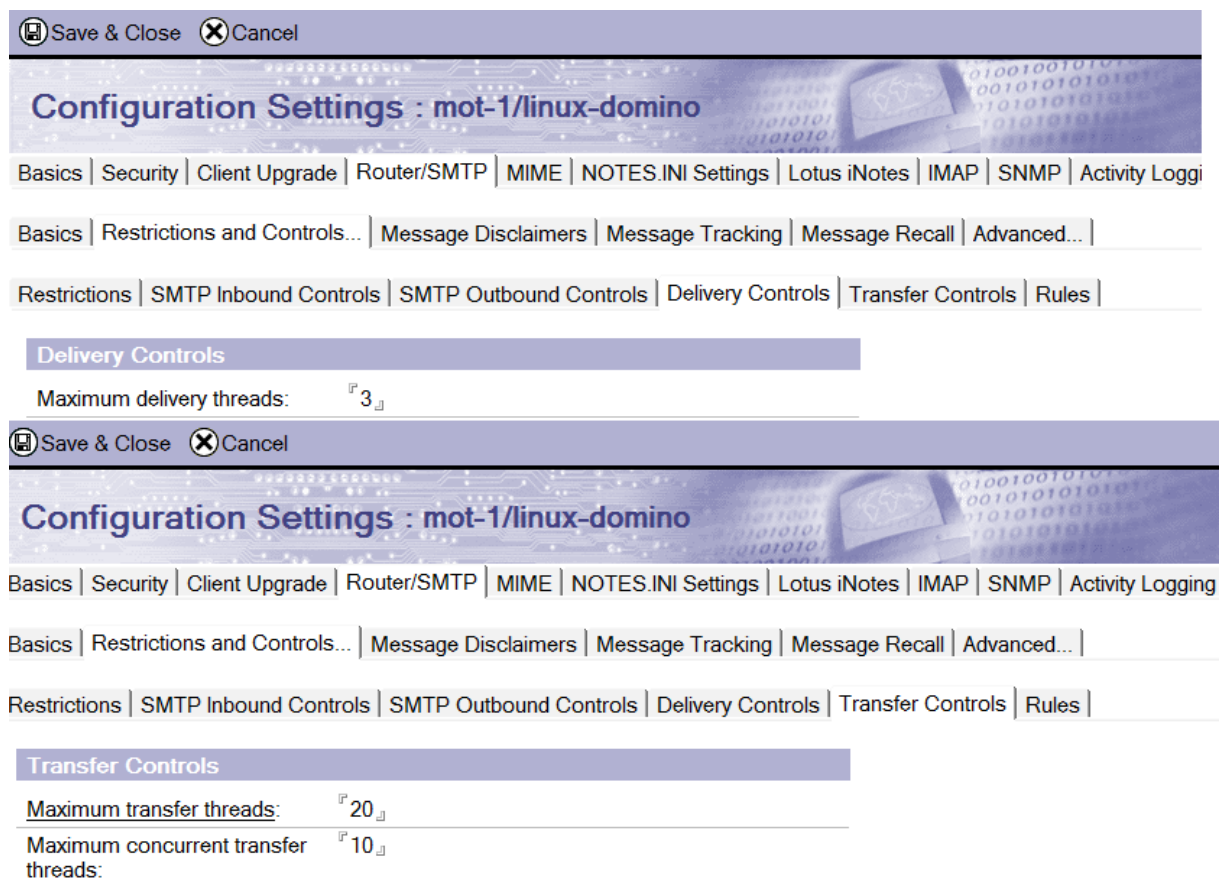 Save & Close Cancel
Configuration Settings : mot-1/linux-domino
Basics | Security | Client Upgrade | Router/SMTP | MIME | NOTES.INI Settings | Lotus iNotes | IMAP | SNMP | Activity Loggi
Basics | Restrictions and Controls... | Message Disclaimers | Message Tracking | Message Recall | Advanced... |
Restrictions | SMTP Inbound Controls | SMTP Outbound Controls | Delivery Controls | Transfer Controls | Rules |
Delivery Controls
Maximum delivery threads: 『3』
Save & Close Cancel
Configuration Settings : mot-1/linux-domino
Basics | Security | Client Upgrade | Router/SMTP | MIME | NOTES.INI Settings | Lotus iNotes | IMAP | SNMP | Activity Logging
Basics | Restrictions and Controls... | Message Disclaimers | Message Tracking | Message Recall | Advanced... |
Restrictions | SMTP Inbound Controls | SMTP Outbound Controls | Delivery Controls | Transfer Controls | Rules |
Transfer Controls
Maximum transfer threads: 『20』
Maximum concurrent transfer 『10』
threads: